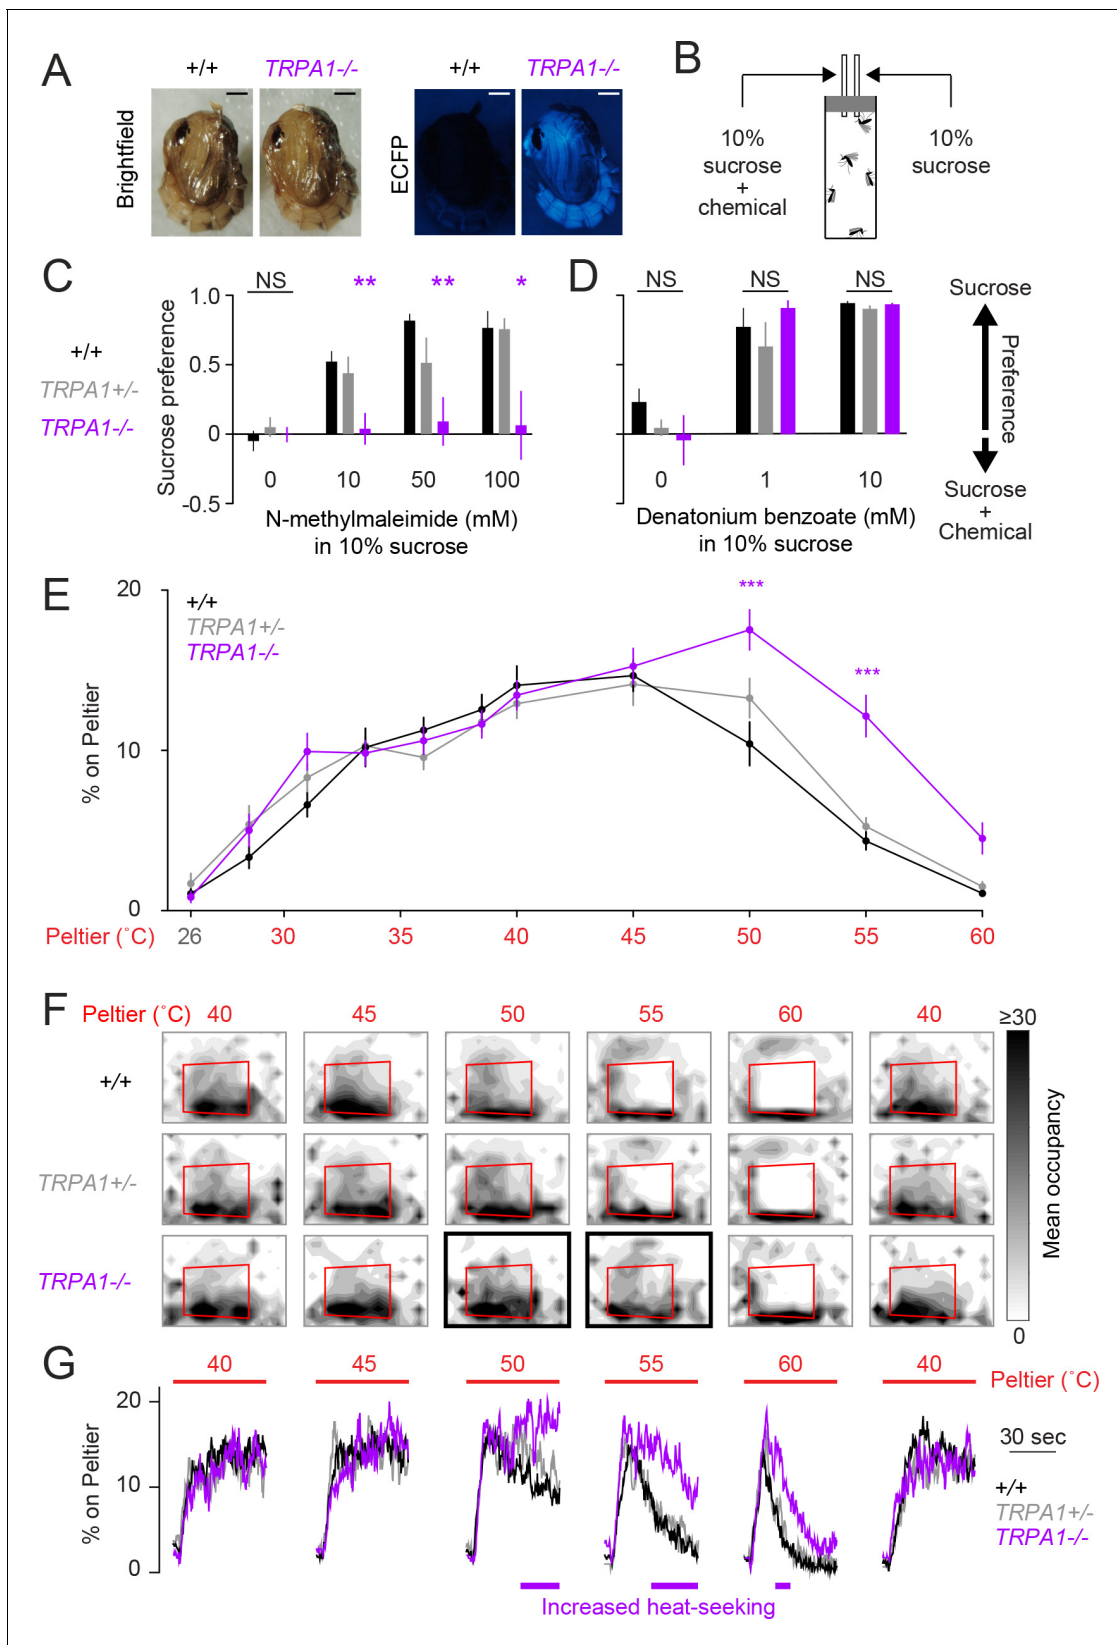 A
+/+
TRPA1-/-
+/+
TRPA1-/-
Brightfield
ECFP
B
10%
sucrose
+
chemical
10%
sucrose
C
+/+
TRPA1+/-
TRPA1-/-
Sucrose preference
1.0
0.5
0
-0.5
NS
**
**
*
0
10
50
100
N-methylmaleimide (mM)
in 10% sucrose
D
NS
NS
NS
0
1
10
Denatonium benzoate (mM)
in 10% sucrose
Sucrose
Preference
Sucrose
+
Chemical
E
+/+
TRPA1+/-
TRPA1-/-
% on Peltier
20
10
0
***
***
Peltier (˚C)
26
30
35
40
45
50
55
60
F
Peltier (˚C)
40
45
50
55
60
40
+/+
TRPA1+/-
TRPA1-/-
≥30
Mean occupancy
0
G
40
45
50
55
60
40
Peltier (˚C)
% on Peltier
20
10
0
30 sec
+/+
TRPA1+/-
TRPA1-/-
Increased heat-seeking